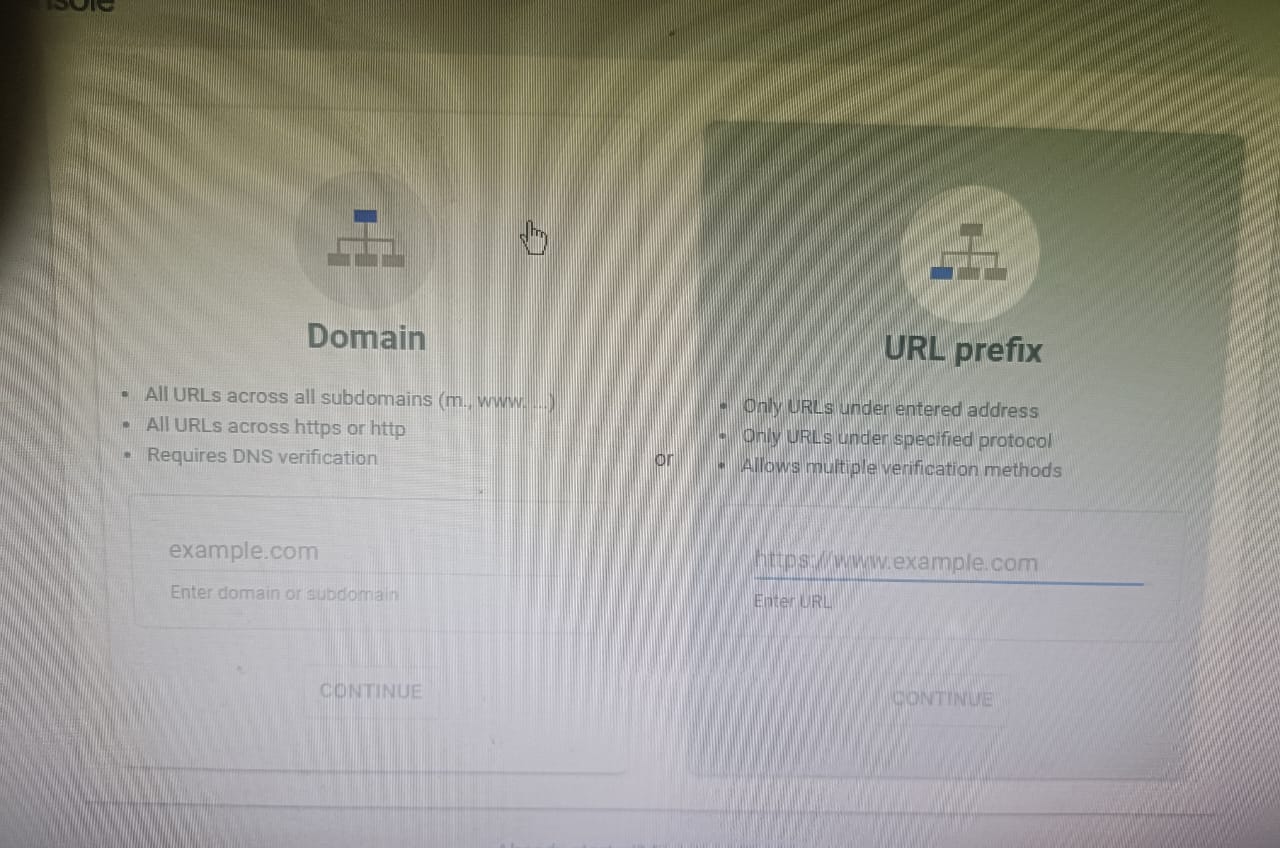 Domain
All URLs across all subdomains (m., www. ...)
All URLs across https or http
Requires DNS verification
example.com
Enter domain or subdomain
CONTINUE
or
URL prefix
Only URLs under entered address
Only URLs under specified protocol
Allows multiple verification methods
https://www.example.com
Enter URL
CONTINUE